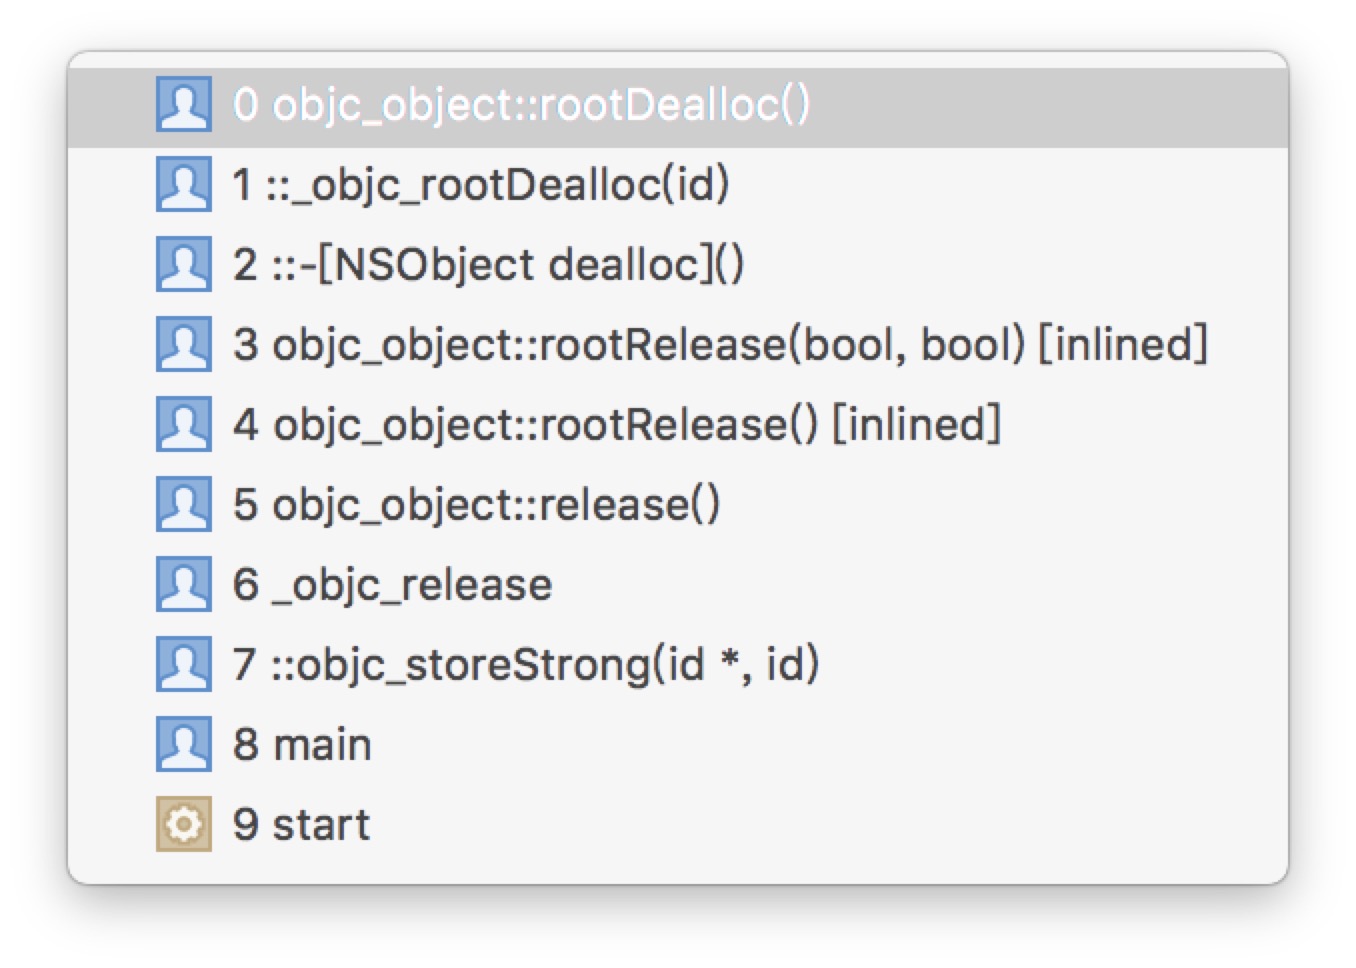 0 objc_object::rootDealloc()
1 ::_objc_rootDealloc(id)
2 ::-[NSObject dealloc]()
3 objc_object::rootRelease(bool, bool) [inlined]
4 objc_object::rootRelease() [inlined]
5 objc_object::release()
6 _objc_release
7 ::objc_storeStrong(id *, id)
8 main
9 start